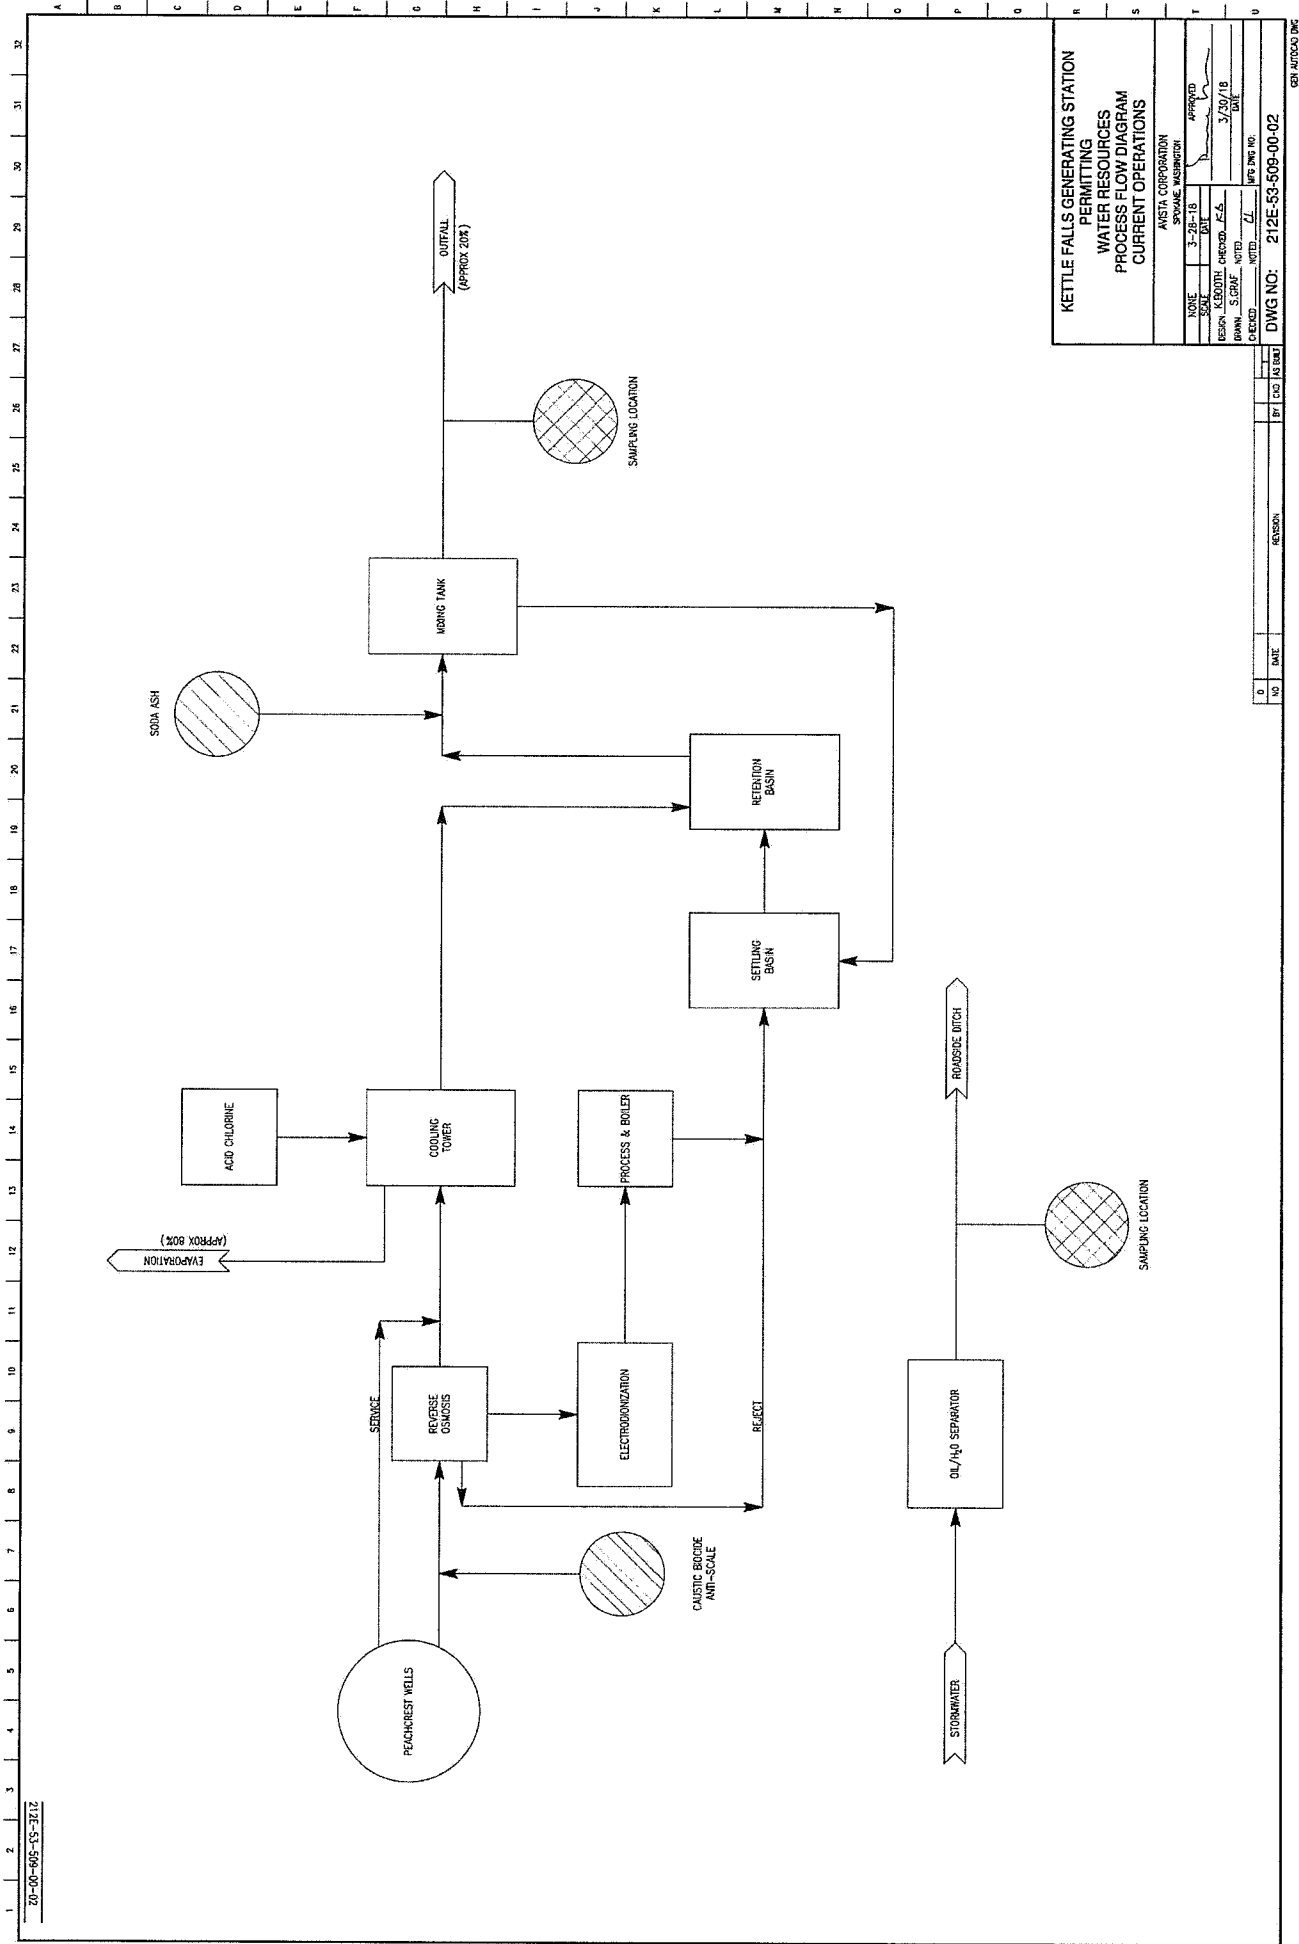 212E-53-509-00-02
1 2 3 4 5 6 7 8 9 10 11 12 13 14 15 16 17 18 19 20 21 22 23 24 25 26 27 28 29 30 31 32
A B C D E F G H I J K L M N O P Q R S T U
PEACHCREST WELLS
SERVICE
CAUSTIC BIOCIDE
ANTI-SCALE
REVERSE
OSMOSIS
ELECTRODIONIZATION
REJECT
EVAPORATION
(APPROX 80%)
ACID CHLORINE
COOLING
TOWER
PROCESS & BOILER
SETTLING
BASIN
RETENTION
BASIN
SODA ASH
MIXING TANK
SAMPLING LOCATION
OUTFALL
(APPROX 20%)
STORMWATER
OIL/H2O SEPARATOR
SAMPLING LOCATION
ROADSIDE DITCH
KETTLE FALLS GENERATING STATION
PERMITTING
WATER RESOURCES
PROCESS FLOW DIAGRAM
CURRENT OPERATIONS
AVISTA CORPORATION
SPOKANE, WASHINGTON
NONE 3-28-18 APPROVED
SCALE DATE
DESIGN K.BOOTH CHECKED
DRAWN S.GRAF NOTED
CHECKED NOTED
3/30/18
DATE
MFG DWG NO:
DWG NO: 212E-53-509-00-02
0
NO DATE REVISION BY CKD AS BUILT
GEN AUTOCAD DWG